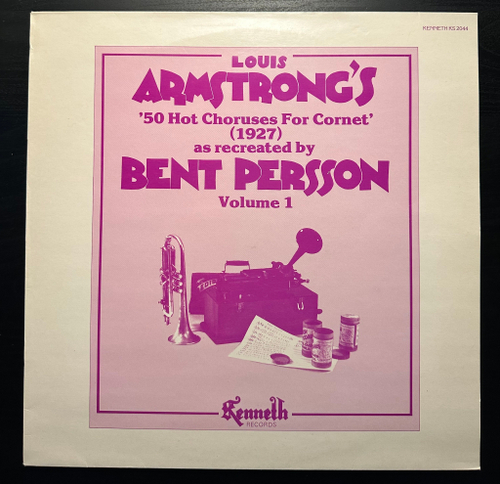 KENNETH KS 2044
LOUIS
ARMSTRONG'S
'50 Hot Choruses For Cornet'
(1927)
as recreated by
BENT PERSSON
Volume 1
Kenneth
RECORDS